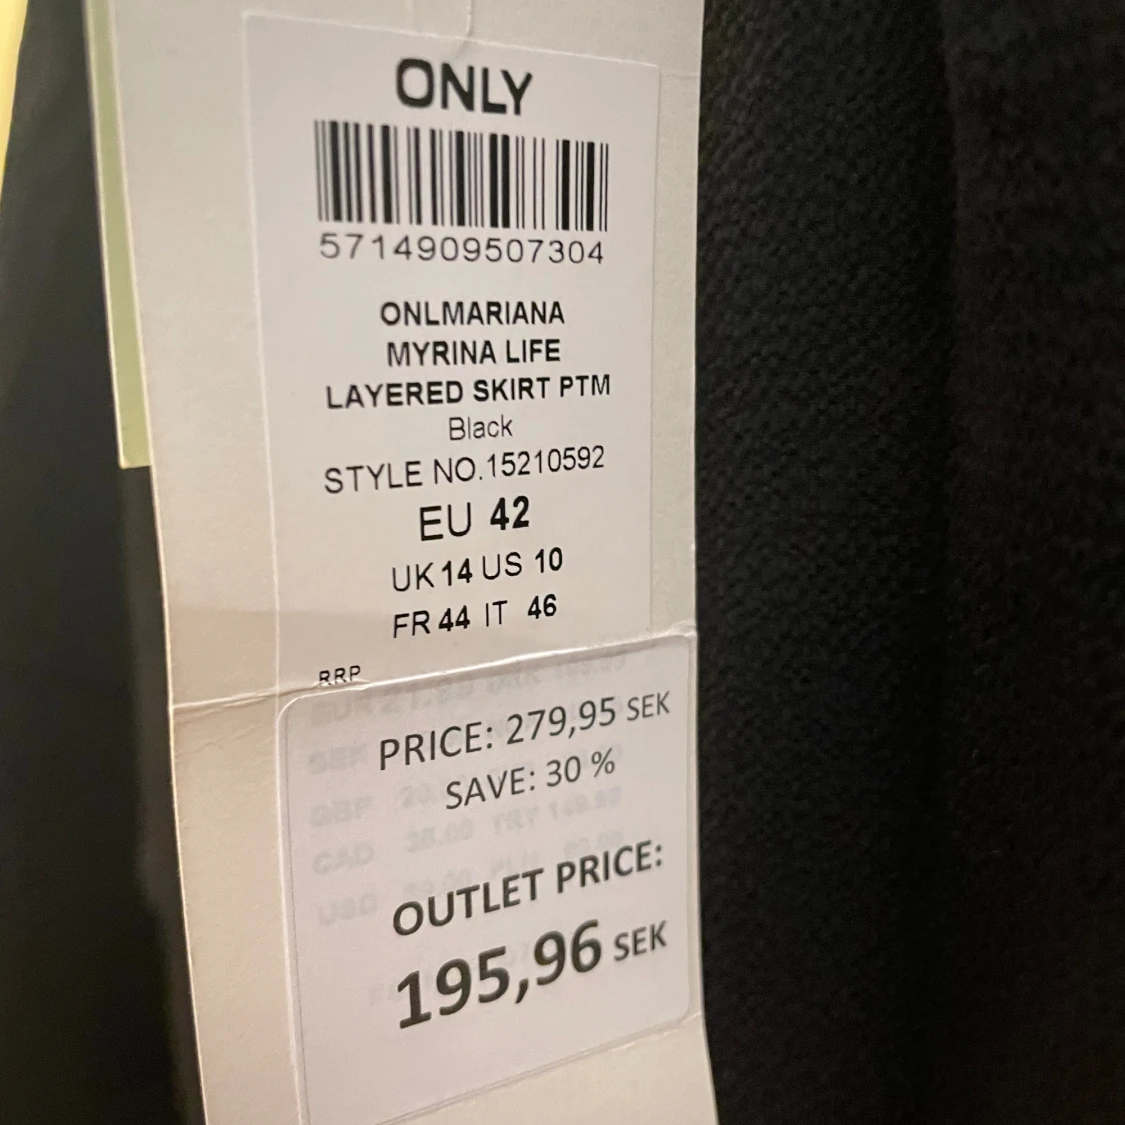 ONLY
5714909507304
ONLMARIANA
MYRINA LIFE
LAYERED SKIRT PTM
Black
STYLE NO.15210592
EU 42
UK 14 US 10
FR 44 IT 46
RRP
PRICE: 279,95 SEK
SAVE: 30 %
OUTLET PRICE:
195,96 SEK